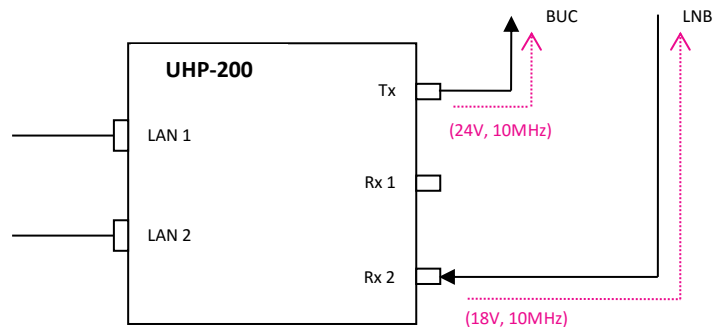 BUC
LNB
UHP-200
Tx
(24V, 10MHz)
LAN 1
Rx 1
LAN 2
Rx 2
(18V, 10MHz)